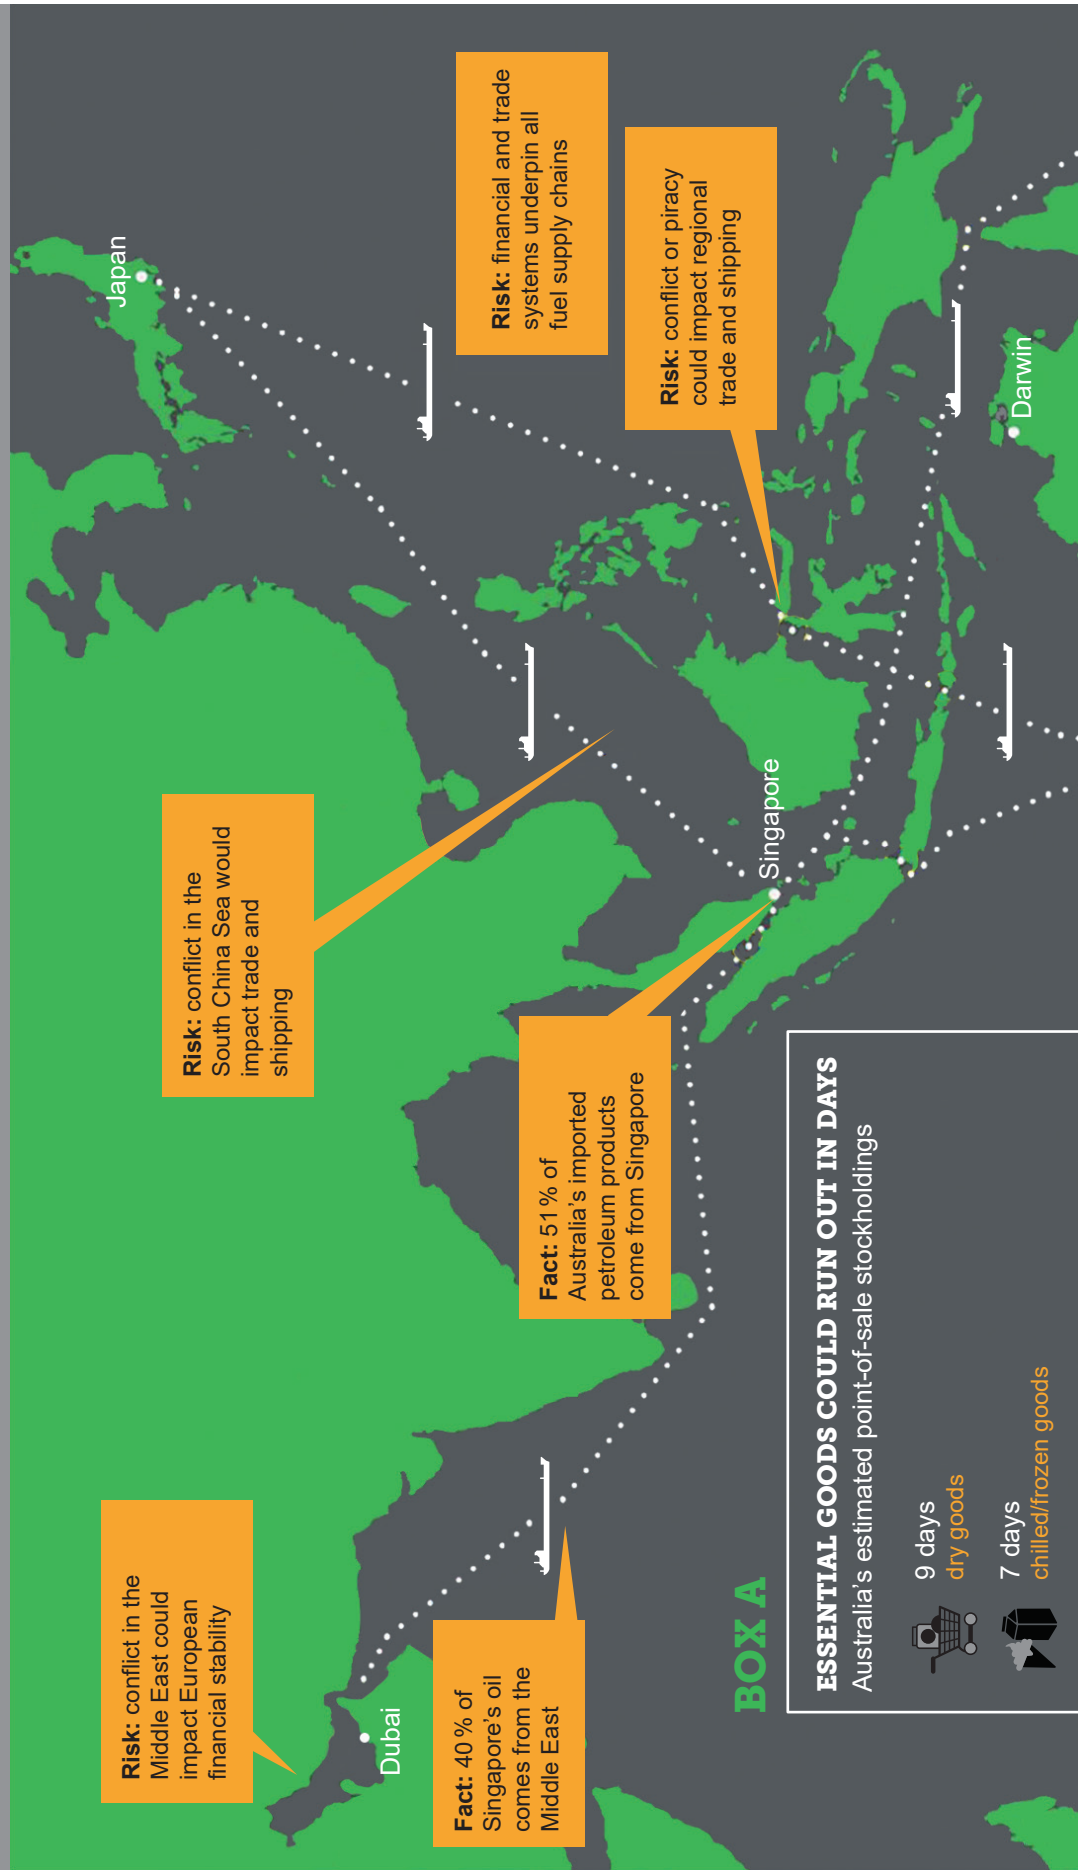 Risk: conflict in the
Middle East could
impact European
financial stability
Dubai
Fact: 40% of
Singapore's oil
comes from the
Middle East
Risk: conflict in the
South China Sea would
impact trade and
shipping
Fact: 51% of
Australia's imported
petroleum products
come from Singapore
Singapore
Japan
Risk: financial and trade
systems underpin all
fuel supply chains
Risk: conflict or piracy
could impact regional
trade and shipping
Darwin
BOX A
ESSENTIAL GOODS COULD RUN OUT IN DAYS
Australia's estimated point-of-sale stockholdings
9 days
dry goods
7 days
chilled/frozen goods